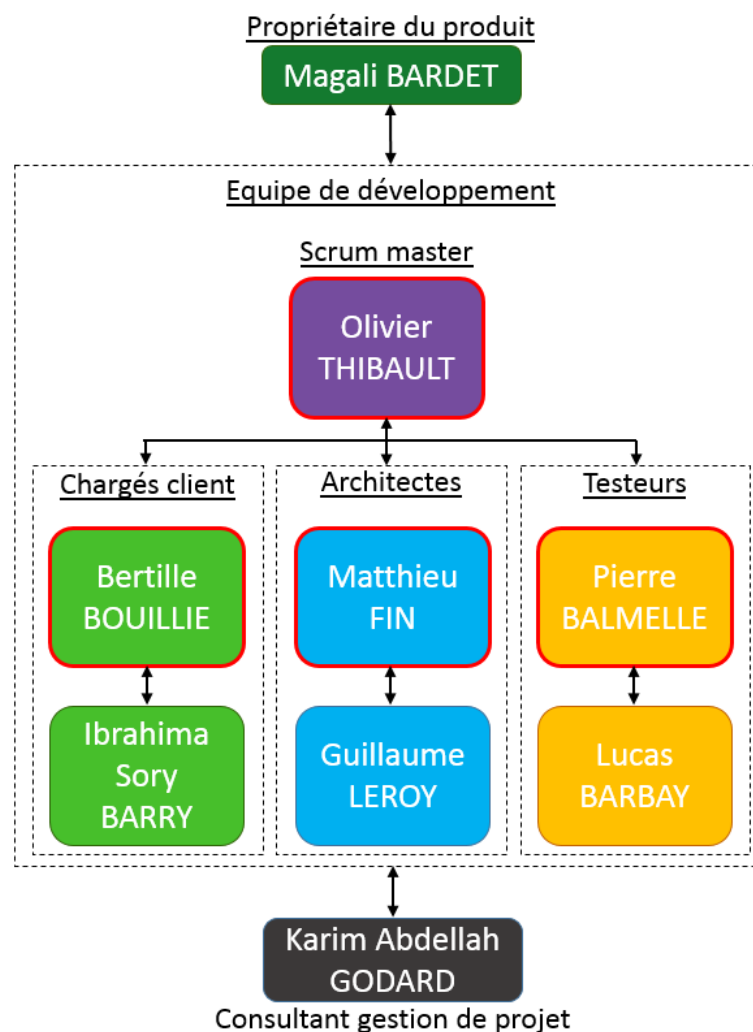 Propriétaire du produit
Magali BARDET
Equipe de développement
Scrum master
Olivier
THIBAULT
Chargés client
Bertille
BOUILLIE
Ibrahima
Sory
BARRY
Architectes
Matthieu
FIN
Guillaume
LEROY
Testeurs
Pierre
BALMELLE
Lucas
BARBAY
Karim Abdellah
GODARD
Consultant gestion de projet